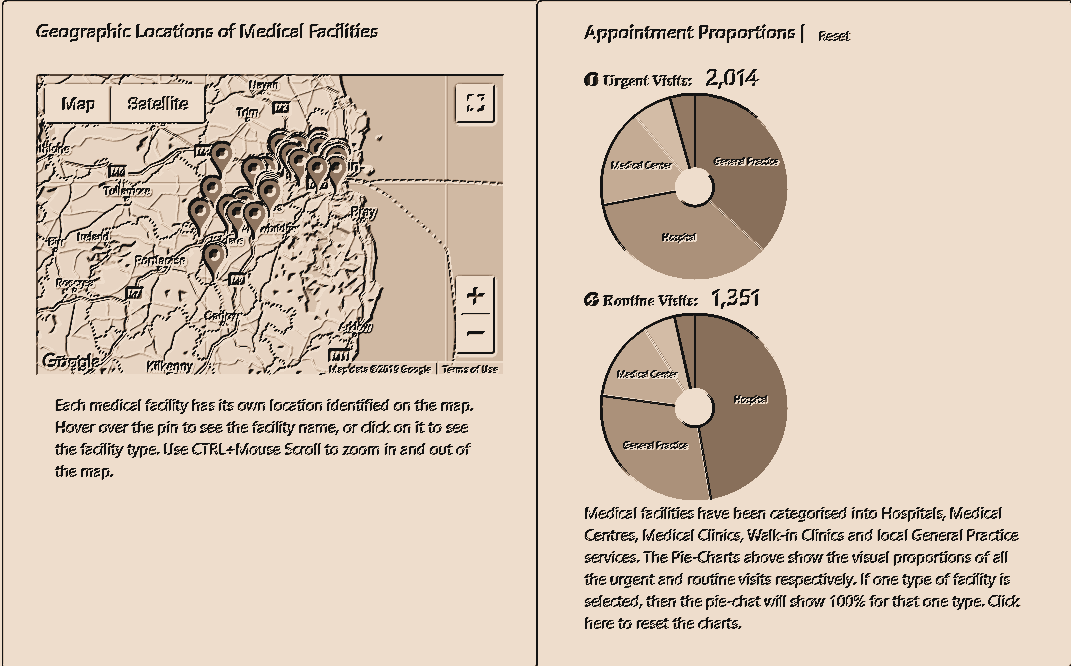 Geographic Locations of Medical Facilities
Map
Satellite
Navan
Trim
Tullamore
Bray
Birr
Ireland
Portlaoise
Roscrea
M7
M9
Carlow
Arklow
M11
Kilkenny
Google
Map data ©2019 Google
Terms of Use
Each medical facility has its own location identified on the map.
Hover over the pin to see the facility name, or click on it to see
the facility type. Use CTRL+Mouse Scroll to zoom in and out of
the map.
Appointment Proportions |
Reset
Urgent Visits: 2,014
General Practice
Medical Center
Hospital
Routine Visits: 1,351
Medical Center
Hospital
General Practice
Medical facilities have been categorised into Hospitals, Medical
Centres, Medical Clinics, Walk-in Clinics and local General Practice
services. The Pie-Charts above show the visual proportions of all
the urgent and routine visits respectively. If one type of facility is
selected, then the pie-chat will show 100% for that one type. Click
here to reset the charts.